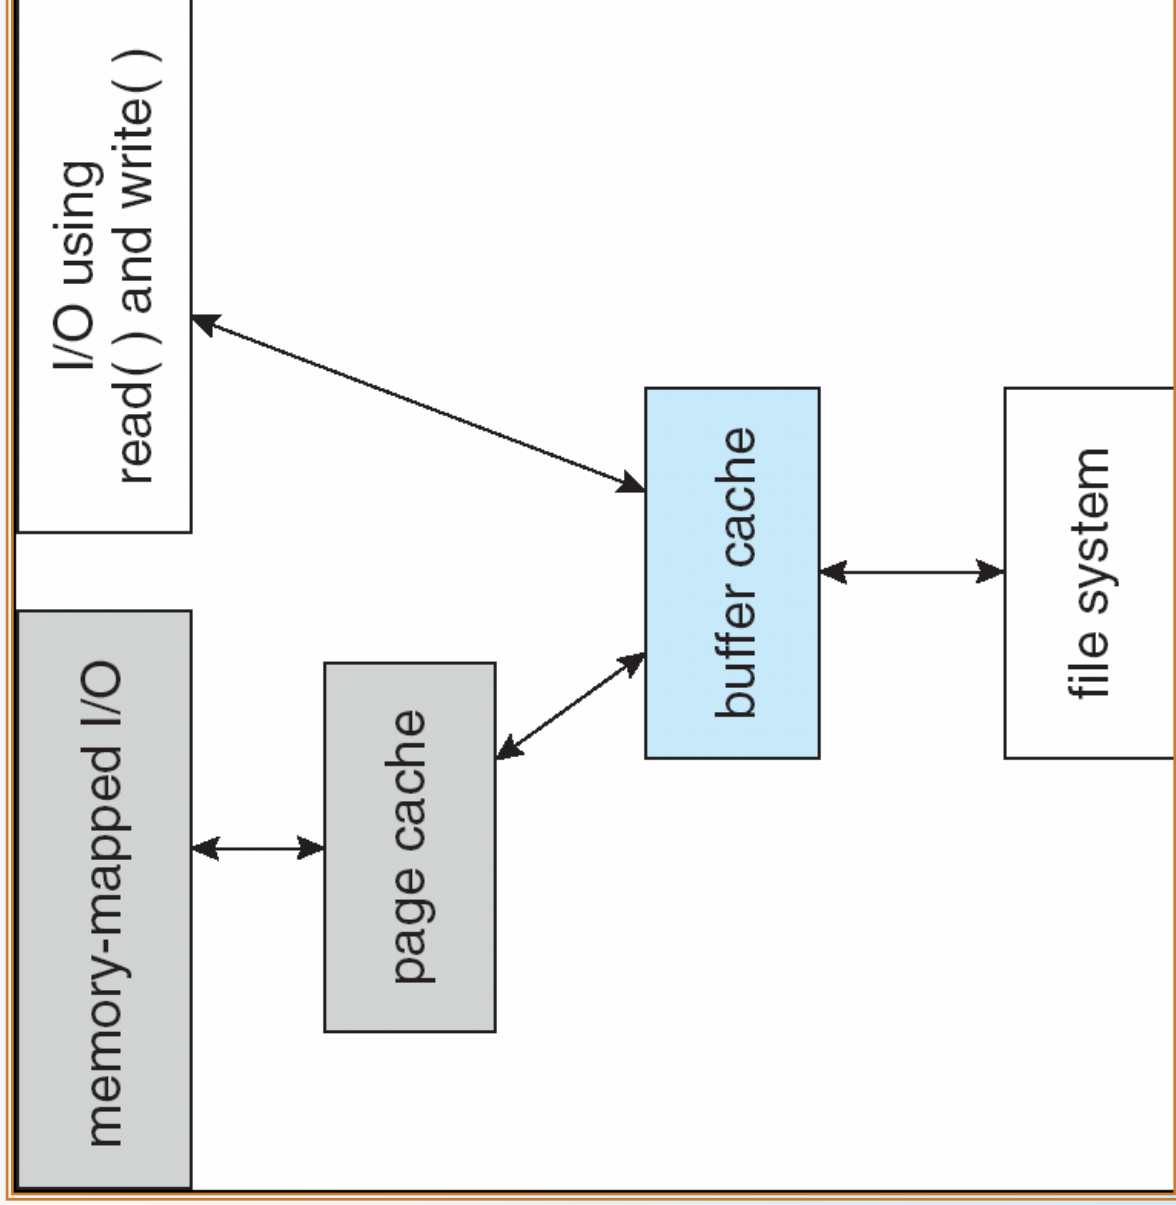 memory-mapped I/O
I/O using
read( ) and write( )
page cache
buffer cache
file system